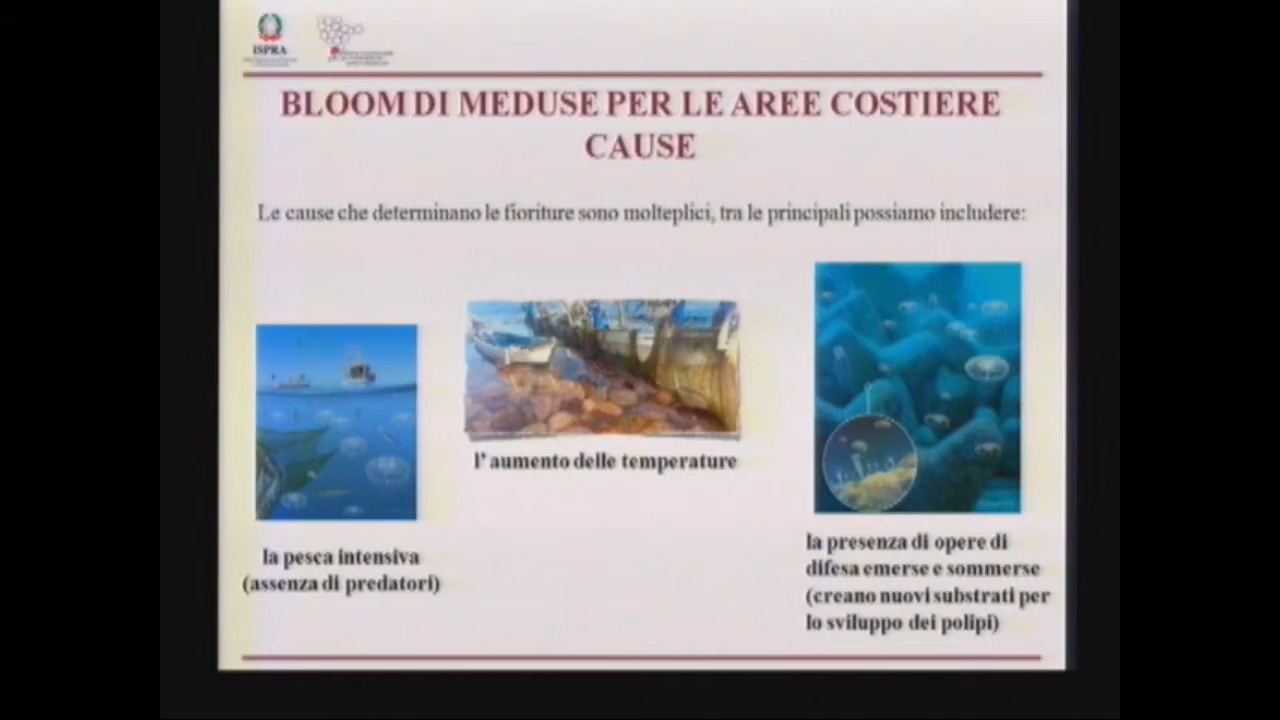 ISPRA
BLOOM DI MEDUSE PER LE AREE COSTIERE
CAUSE
Le cause che determinano le fioriture sono molteplici, tra le principali possiamo includere:
l'aumento delle temperature
la pesca intensiva
(assenza di predatori)
la presenza di opere di
difesa emerse e sommerse
(creano nuovi substrati per
lo sviluppo dei polipi)